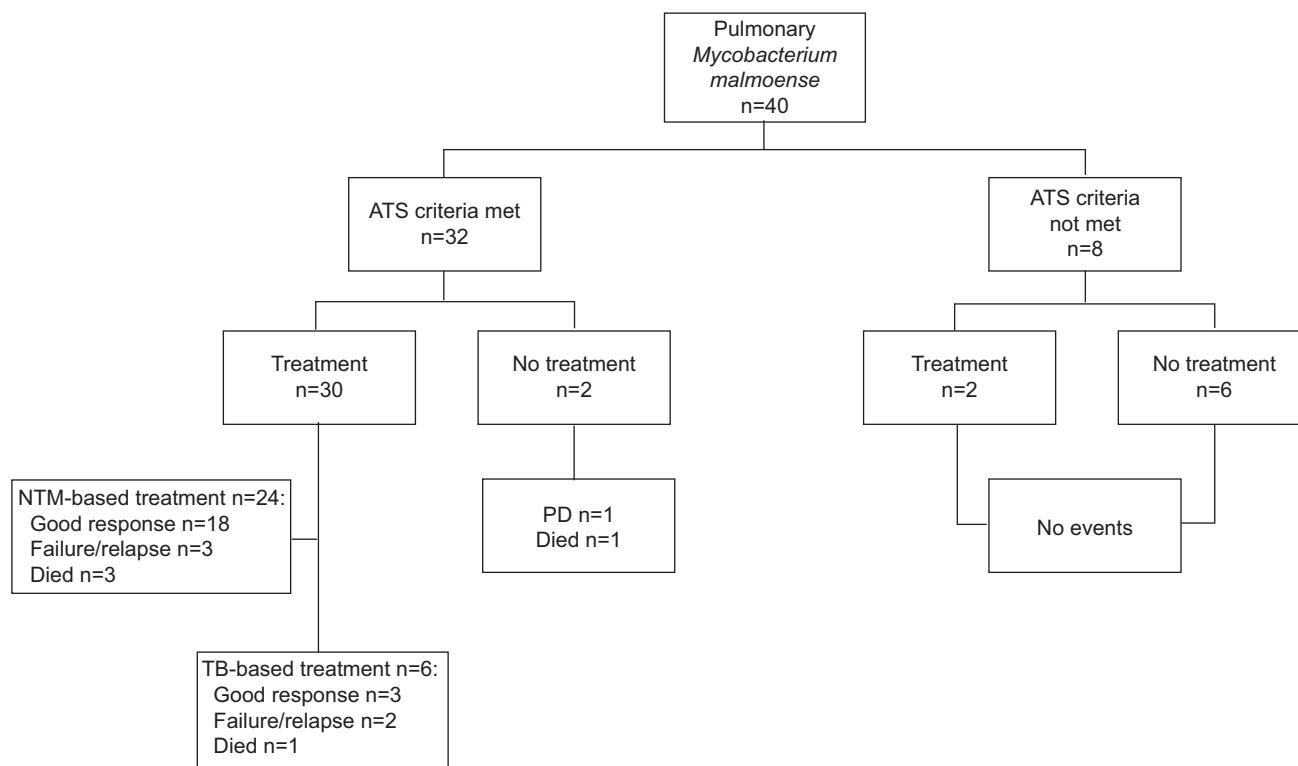 Pulmonary
Mycobacterium
malmoense
n=40
ATS criteria met
n=32
ATS criteria
not met
n=8
Treatment
n=30
No treatment
n=2
Treatment
n=2
No treatment
n=6
NTM-based treatment n=24:
Good response n=18
Failure/relapse n=3
Died n=3
PD n=1
Died n=1
No events
TB-based treatment n=6:
Good response n=3
Failure/relapse n=2
Died n=1